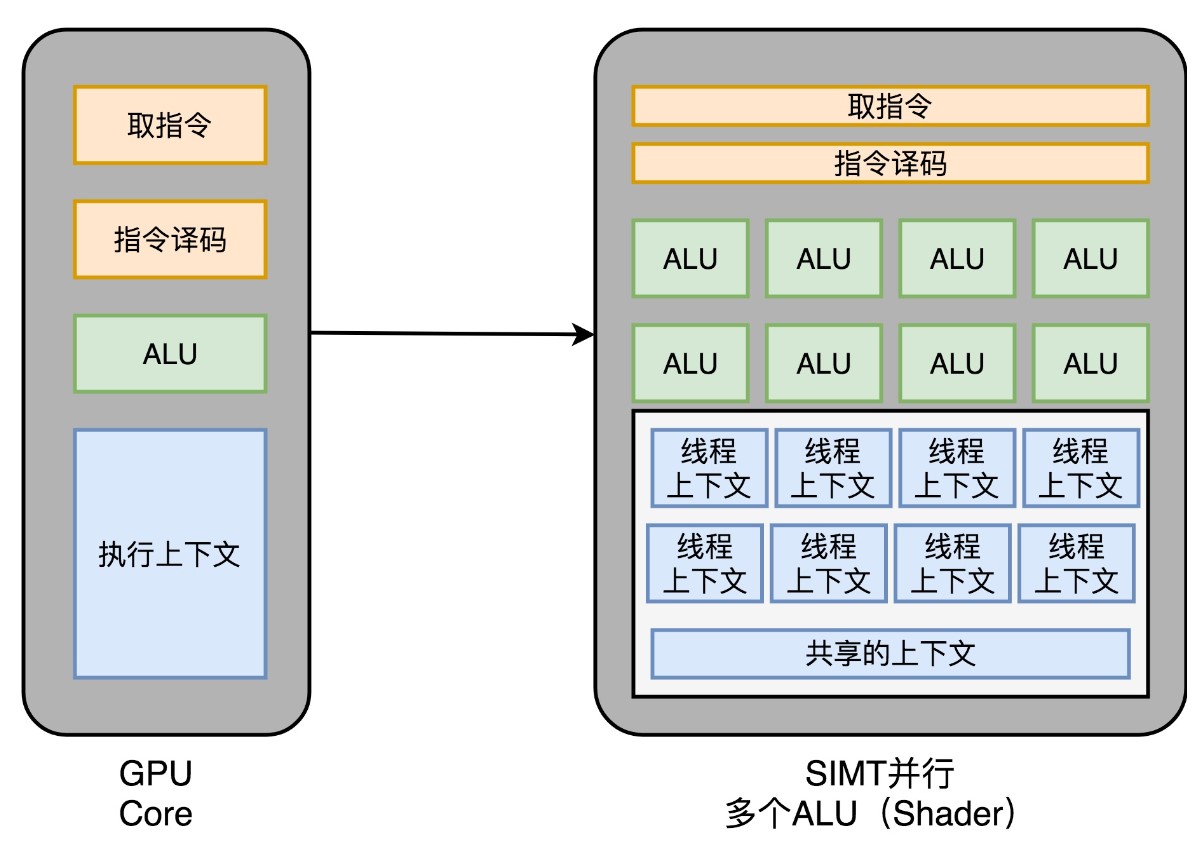 取指令
指令译码
ALU
执行上下文
GPU
Core
取指令
指令译码
ALU ALU ALU ALU
ALU ALU ALU ALU
线程 线程 线程 线程
上下文 上下文 上下文 上下文
线程 线程 线程 线程
上下文 上下文 上下文 上下文
共享的上下文
SIMT并行
多个ALU（Shader）